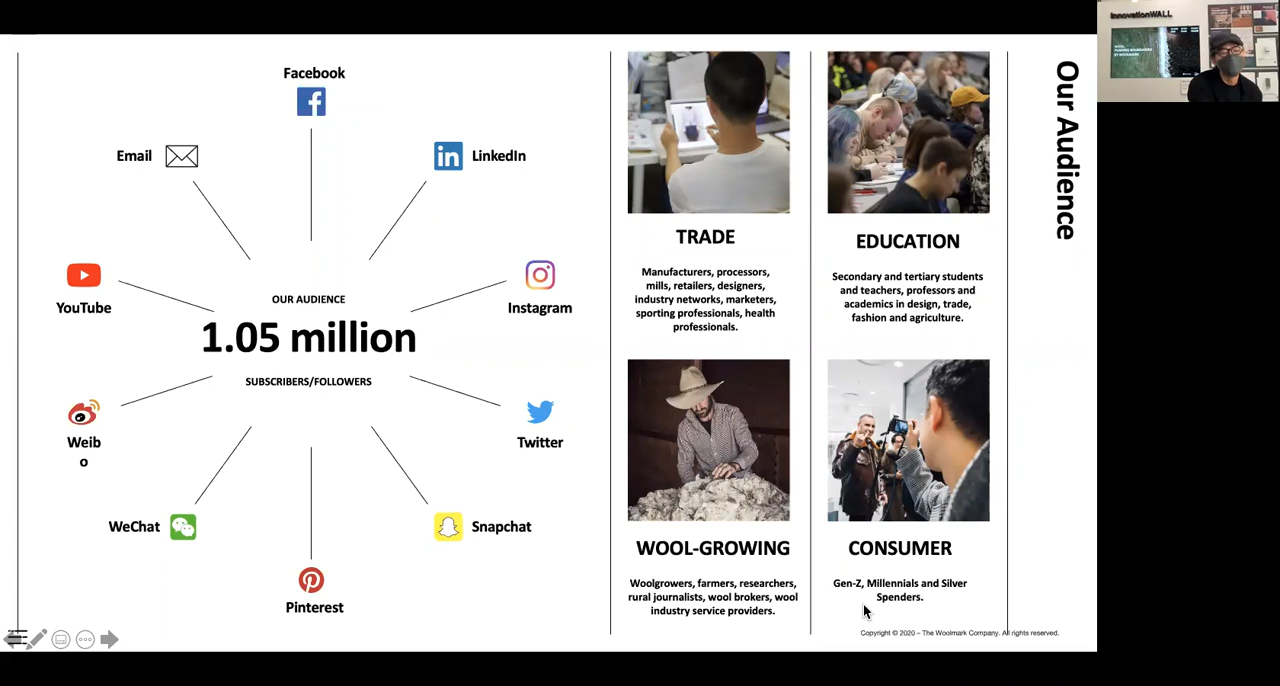 Facebook
Email
LinkedIn
YouTube
Instagram
OUR AUDIENCE
1.05 million
SUBSCRIBERS/FOLLOWERS
Weib
o
Twitter
WeChat
Snapchat
Pinterest
TRADE
Manufacturers, processors,
mills, retailers, designers,
industry networks, marketers,
sporting professionals, health
professionals.
EDUCATION
Secondary and tertiary students
and teachers, professors and
academics in design, trade,
fashion and agriculture.
WOOL-GROWING
Woolgrowers, farmers, researchers,
rural journalists, wool brokers, wool
industry service providers.
CONSUMER
Gen-Z, Millennials and Silver
Spenders.
Our Audience
Copyright © 2020 – The Woolmark Company. All rights reserved.
InnovationWALL